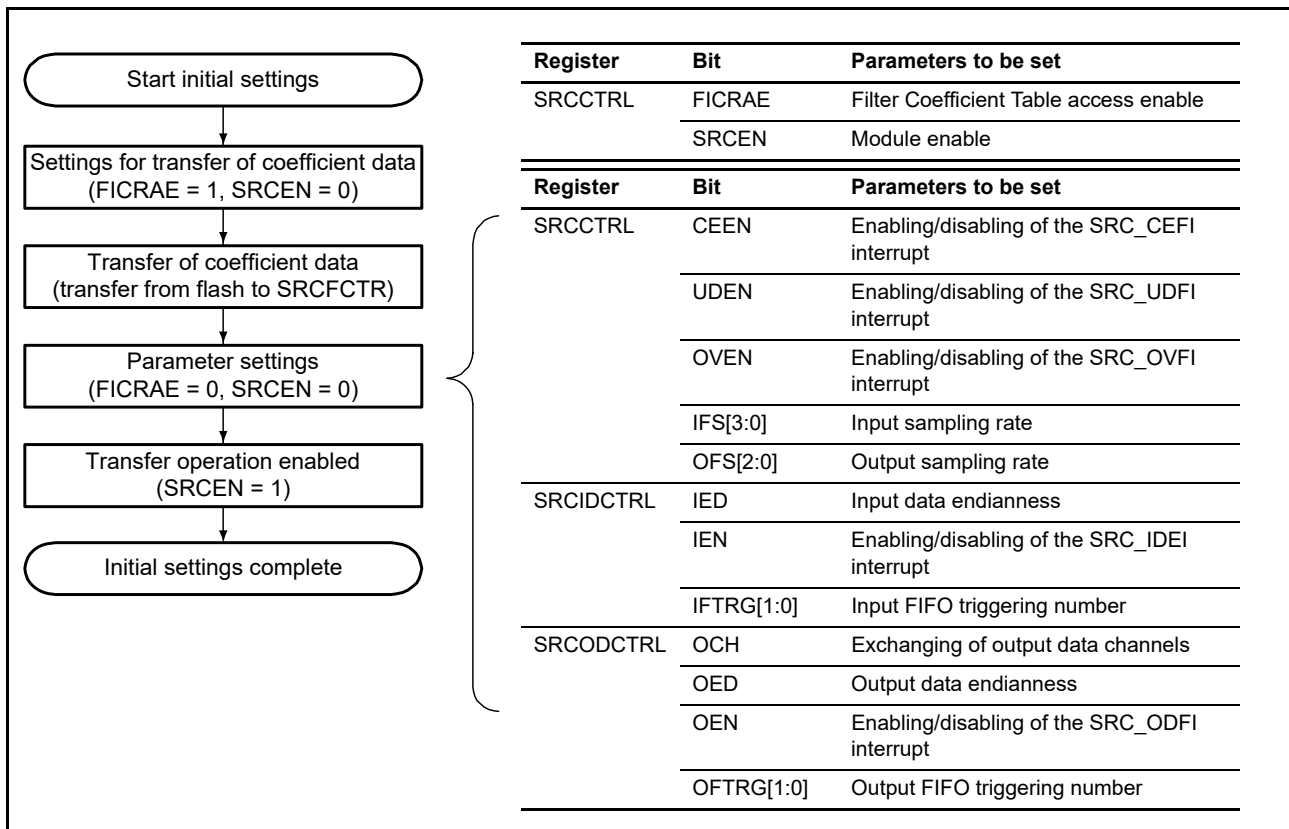 Start initial settings
Settings for transfer of coefficient data
(FICRAE = 1, SRCEN = 0)
Transfer of coefficient data
(transfer from flash to SRCFCTR)
Parameter settings
(FICRAE = 0, SRCEN = 0)
Transfer operation enabled
(SRCEN = 1)
Initial settings complete
Register Bit Parameters to be set
SRCCTRL FICRAE Filter Coefficient Table access enable
SRCEN Module enable
Register Bit Parameters to be set
SRCCTRL CEEN Enabling/disabling of the SRC_CEFI
interrupt
UDEN Enabling/disabling of the SRC_UDFI
interrupt
OVEN Enabling/disabling of the SRC_OVFI
interrupt
IFS[3:0] Input sampling rate
OFS[2:0] Output sampling rate
SRCIDCTRL IED Input data endianness
IEN Enabling/disabling of the SRC_IDEI
interrupt
IFTRG[1:0] Input FIFO triggering number
SRCODCTRL OCH Exchanging of output data channels
OED Output data endianness
OEN Enabling/disabling of the SRC_ODFI
interrupt
OFTRG[1:0] Output FIFO triggering number